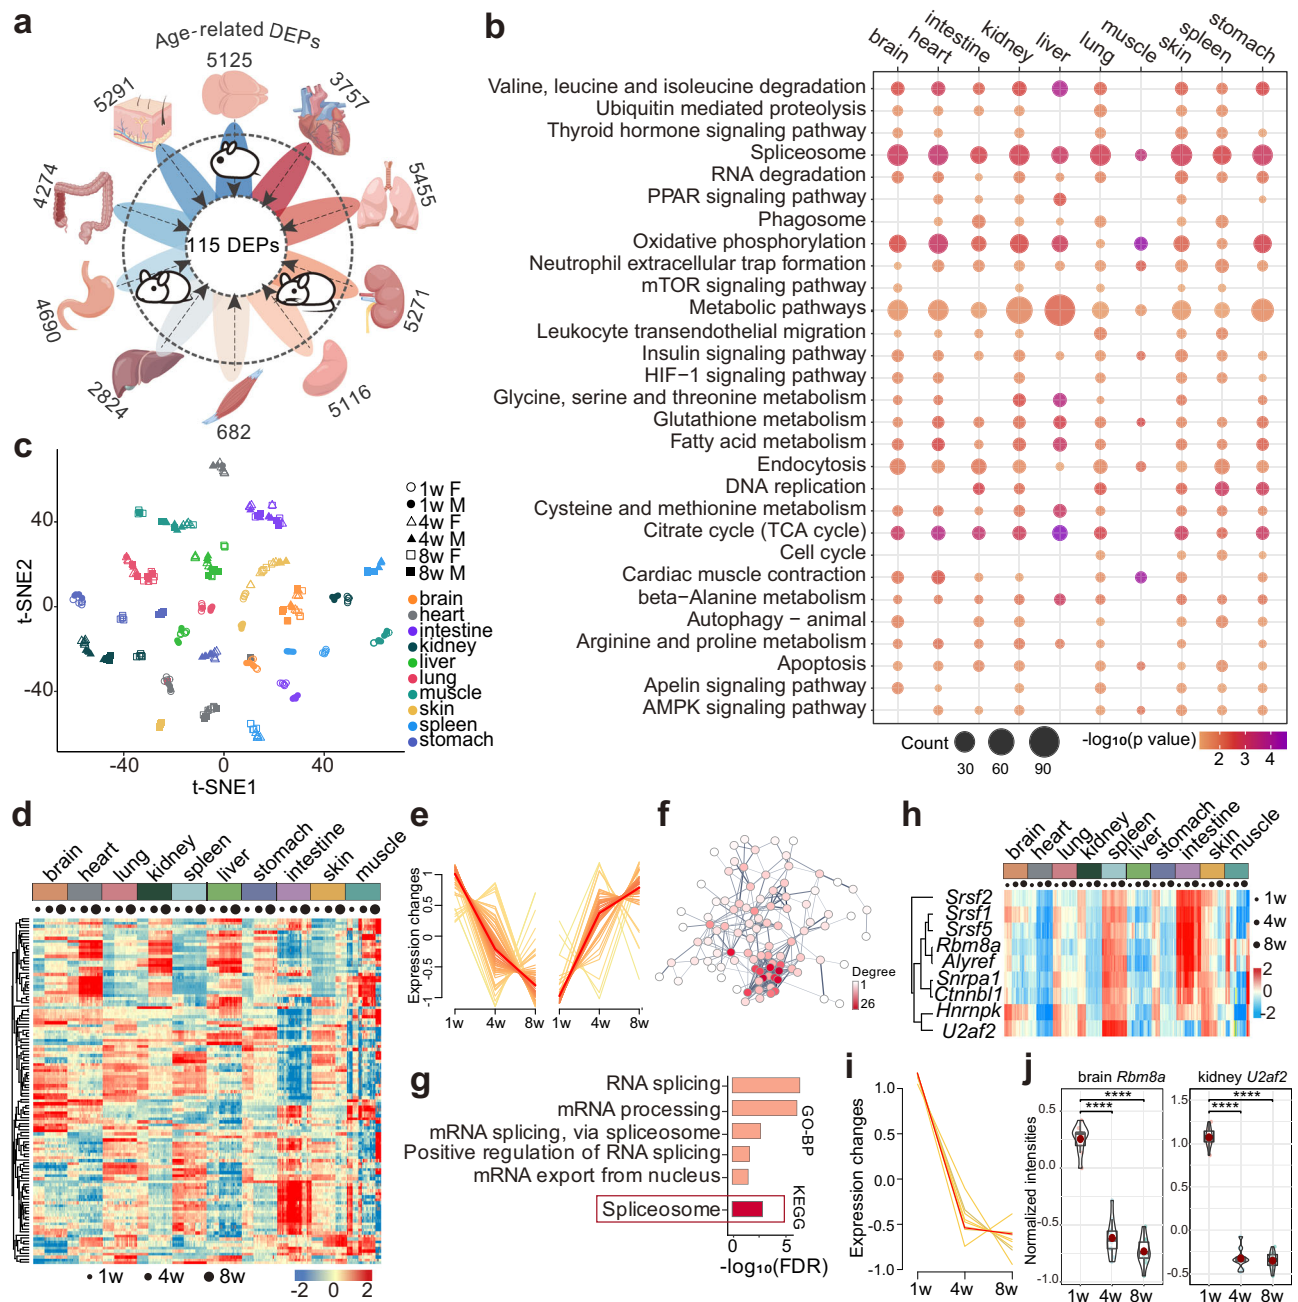 a
Age-related DEPs
5125
3757
5455
5271
5116
682
2824
4690
4274
5291
115 DEPs
b
brain
heart
intestine
kidney
liver
lung
muscle
skin
spleen
stomach
Valine, leucine and isoleucine degradation
Ubiquitin mediated proteolysis
Thyroid hormone signaling pathway
Spliceosome
RNA degradation
PPAR signaling pathway
Phagosome
Oxidative phosphorylation
Neutrophil extracellular trap formation
mTOR signaling pathway
Metabolic pathways
Leukocyte transendothelial migration
Insulin signaling pathway
HIF−1 signaling pathway
Glycine, serine and threonine metabolism
Glutathione metabolism
Fatty acid metabolism
Endocytosis
DNA replication
Cysteine and methionine metabolism
Citrate cycle (TCA cycle)
Cell cycle
Cardiac muscle contraction
beta−Alanine metabolism
Autophagy − animal
Arginine and proline metabolism
Apoptosis
Apelin signaling pathway
AMPK signaling pathway
Count
30 60 90
-log₁₀(p value)
2 3 4
c
t-SNE2
40
0
-40
-40 0 40
t-SNE1
1w F
1w M
4w F
4w M
8w F
8w M
brain
heart
intestine
kidney
liver
lung
muscle
skin
spleen
stomach
d
brain
heart
lung
kidney
spleen
liver
stomach
intestine
skin
muscle
1w 4w 8w
-2 0 2
e
Expression changes
1
0.5
0
-0.5
-1
1w 4w 8w
1w 4w 8w
f
Degree
1
26
g
RNA splicing
mRNA processing
mRNA splicing, via spliceosome
Positive regulation of RNA splicing
mRNA export from nucleus
Spliceosome
GO-BP
KEGG
0 5
-log₁₀(FDR)
h
brain
heart
lung
kidney
spleen
liver
stomach
intestine
skin
muscle
Srsf2
Srsf1
Srsf5
Rbm8a
Alyref
Snrpa1
Ctnnbl1
Hnrnpk
U2af2
1w
4w
8w
2
0
-2
i
Expression changes
1.0
0.5
0.0
-0.5
-1.0
1w 4w 8w
j
brain Rbm8a
Normalized intensities
0.5
0.0
-0.5
-1.0
****
****
1w 4w 8w
kidney U2af2
1.5
1.0
0.5
0.0
-0.5
****
****
1w 4w 8w